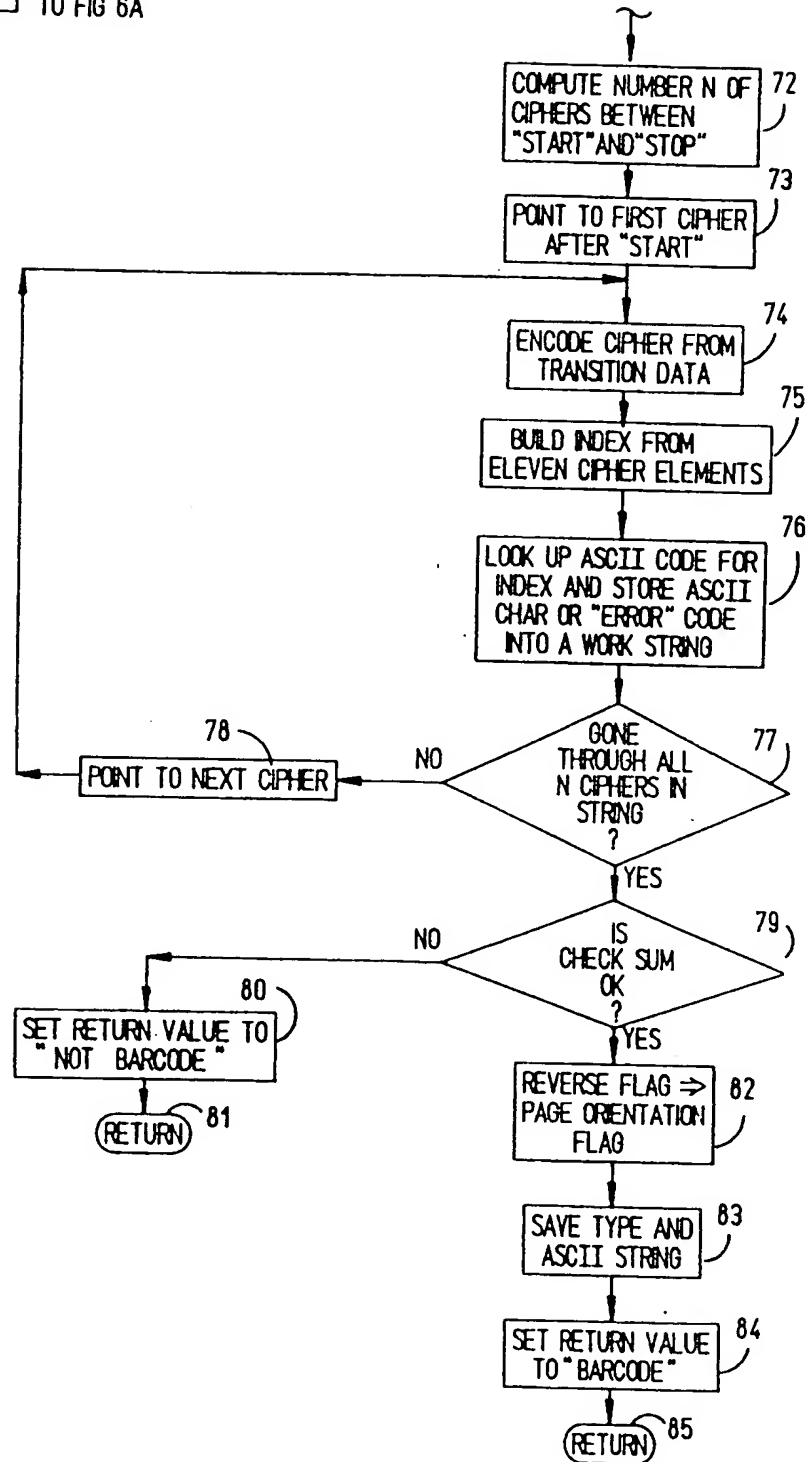 TO FIG 6A
COMPUTE NUMBER N OF
CIPHERS BETWEEN
"START"AND"STOP"
72
POINT TO FIRST CIPHER
AFTER "START"
73
ENCODE CIPHER FROM
TRANSITION DATA
74
BUILD INDEX FROM
ELEVEN CIPHER ELEMENTS
75
LOOK UP ASCII CODE FOR
INDEX AND STORE ASCII
CHAR OR "ERROR" CODE
INTO A WORK STRING
76
GONE
THROUGH ALL
N CIPHERS IN
STRING
?
77
NO
78
POINT TO NEXT CIPHER
YES
IS
CHECK SUM
OK
?
79
NO
80
SET RETURN VALUE TO
"NOT BARCODE"
RETURN
81
YES
REVERSE FLAG ⇒
PAGE ORIENTATION
FLAG
82
SAVE TYPE AND
ASCII STRING
83
SET RETURN VALUE
TO "BARCODE"
84
RETURN
85